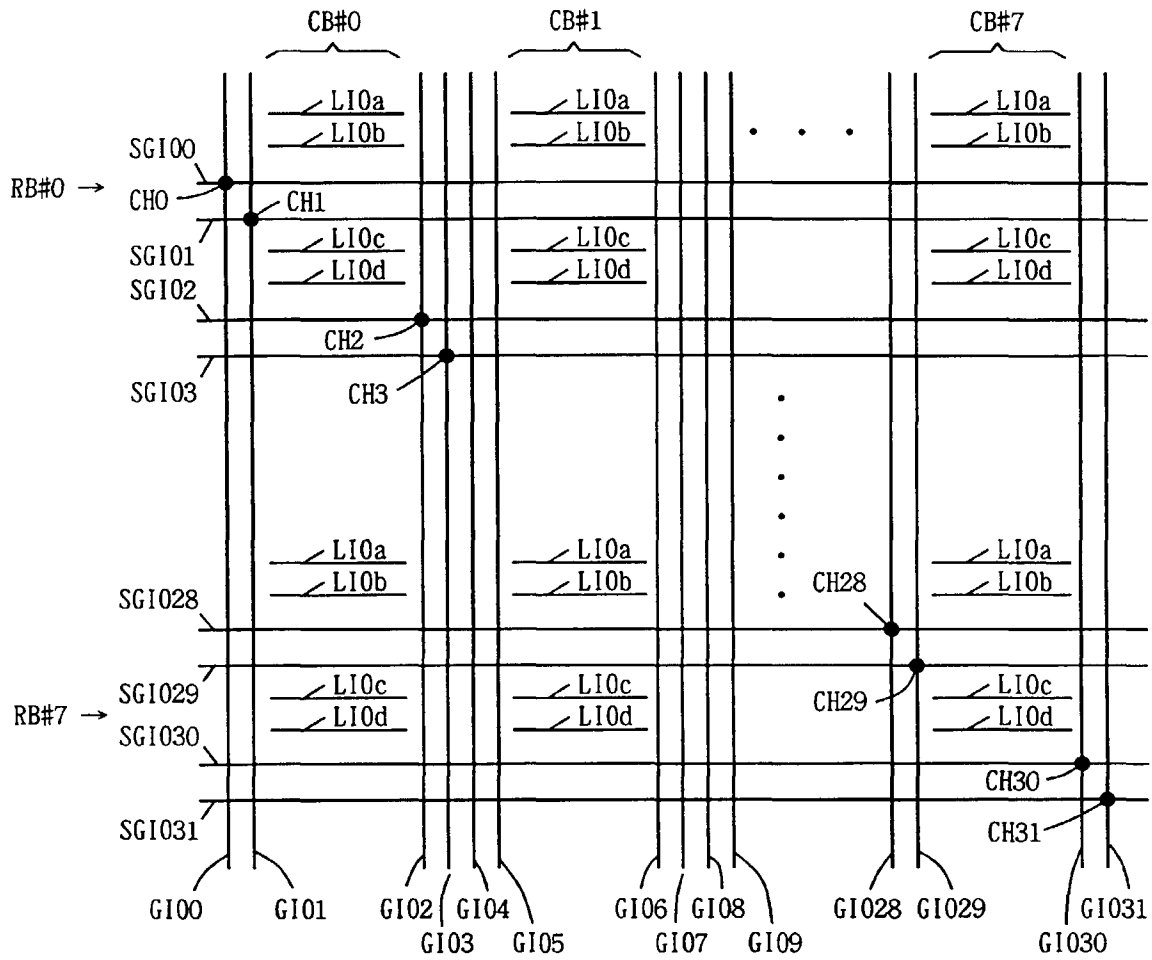 CB#0 CB#1 CB#7
LIOa LIOa LIOa
LIOb LIOb LIOb
SGIO0
RB#0 →
CH0 CH1
SGIO1
LIOc LIOc LIOc
LIOd LIOd LIOd
SGIO2
CH2
SGIO3
CH3
LIOa LIOa LIOa
LIOb LIOb LIOb
SGIO28 CH28
SGIO29
LIOc LIOc LIOc
CH29
RB#7 →
LIOd LIOd LIOd
SGIO30
CH30
SGIO31
CH31
GIO0 GIO1 GIO2 GIO4 GIO6 GIO8 GIO28 GIO29 GIO31
GIO3 GIO5 GIO7 GIO9 GIO30